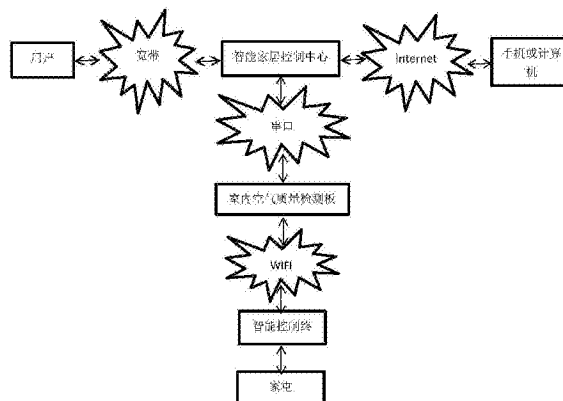 用户
宽带
智能家居控制中心
Internet
手机或计算
机
串口
室内空气质量检测板
WIFI
智能控制终
家电